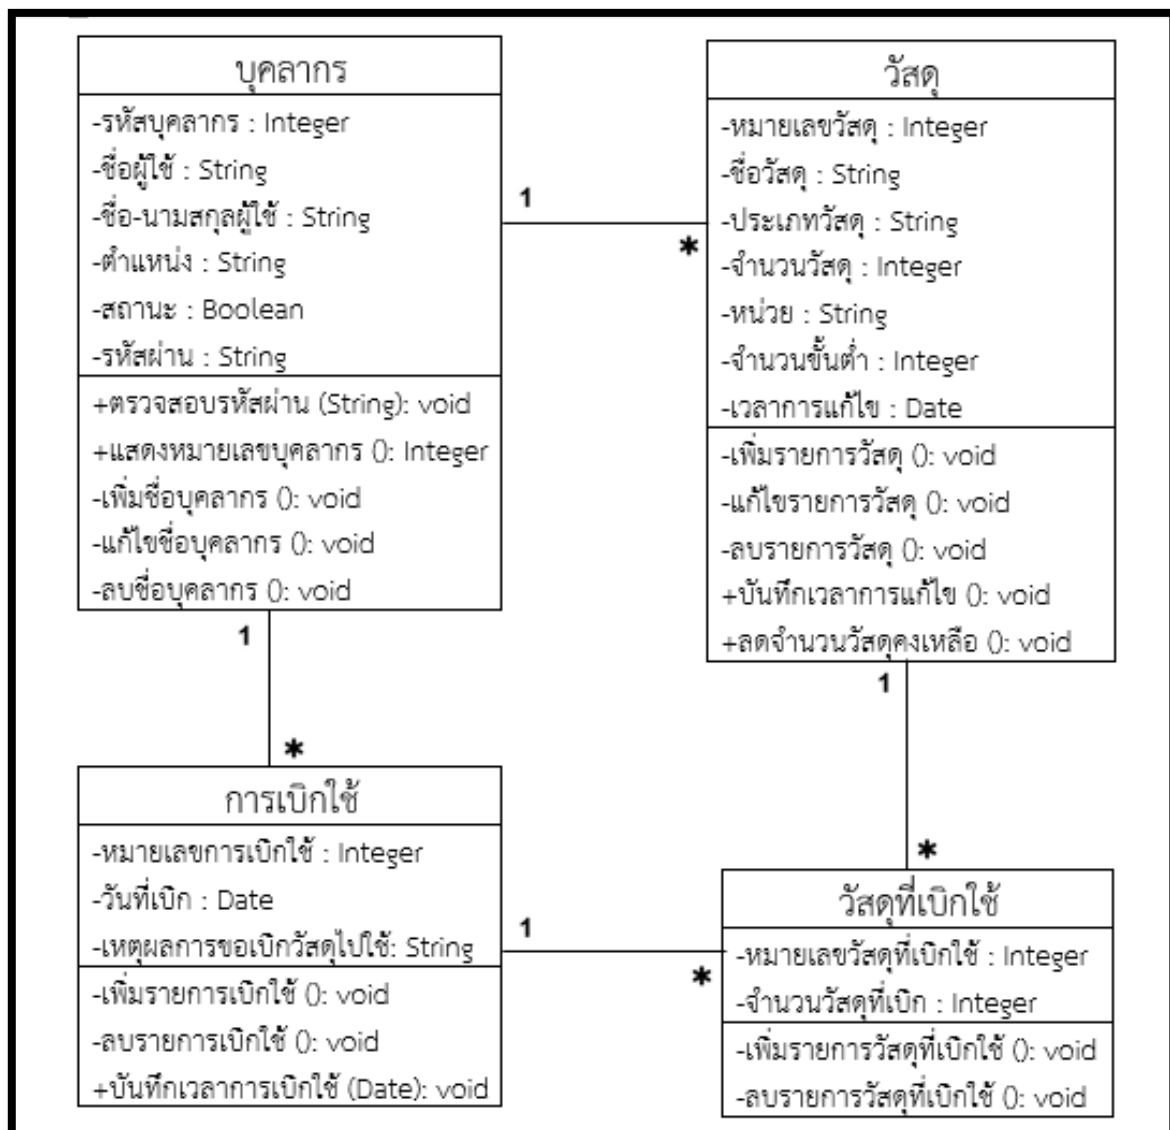 บุคลากร
-รหัสบุคลากร : Integer
-ชื่อผู้ใช้ : String
-ชื่อ-นามสกุลผู้ใช้ : String
-ตำแหน่ง : String
-สถานะ : Boolean
-รหัสผ่าน : String
+ตรวจสอบรหัสผ่าน (String): void
+แสดงหมายเลขบุคลากร (): Integer
-เพิ่มชื่อบุคลากร (): void
-แก้ไขชื่อบุคลากร (): void
-ลบชื่อบุคลากร (): void
1
*
วัสดุ
-หมายเลขวัสดุ : Integer
-ชื่อวัสดุ : String
-ประเภทวัสดุ : String
-จำนวนวัสดุ : Integer
-หน่วย : String
-จำนวนขั้นต่ำ : Integer
-เวลาการแก้ไข : Date
-เพิ่มรายการวัสดุ (): void
-แก้ไขรายการวัสดุ (): void
-ลบรายการวัสดุ (): void
+บันทึกเวลาการแก้ไข (): void
+ลดจำนวนวัสดุคงเหลือ (): void
1
*
1
*
การเบิกใช้
-หมายเลขการเบิกใช้ : Integer
-วันที่เบิก : Date
-เหตุผลการขอเบิกวัสดุไปใช้: String
-เพิ่มรายการเบิกใช้ (): void
-ลบรายการเบิกใช้ (): void
+บันทึกเวลาการเบิกใช้ (Date): void
1
*
วัสดุที่เบิกใช้
-หมายเลขวัสดุที่เบิกใช้ : Integer
-จำนวนวัสดุที่เบิก : Integer
-เพิ่มรายการวัสดุที่เบิกใช้ (): void
-ลบรายการวัสดุที่เบิกใช้ (): void